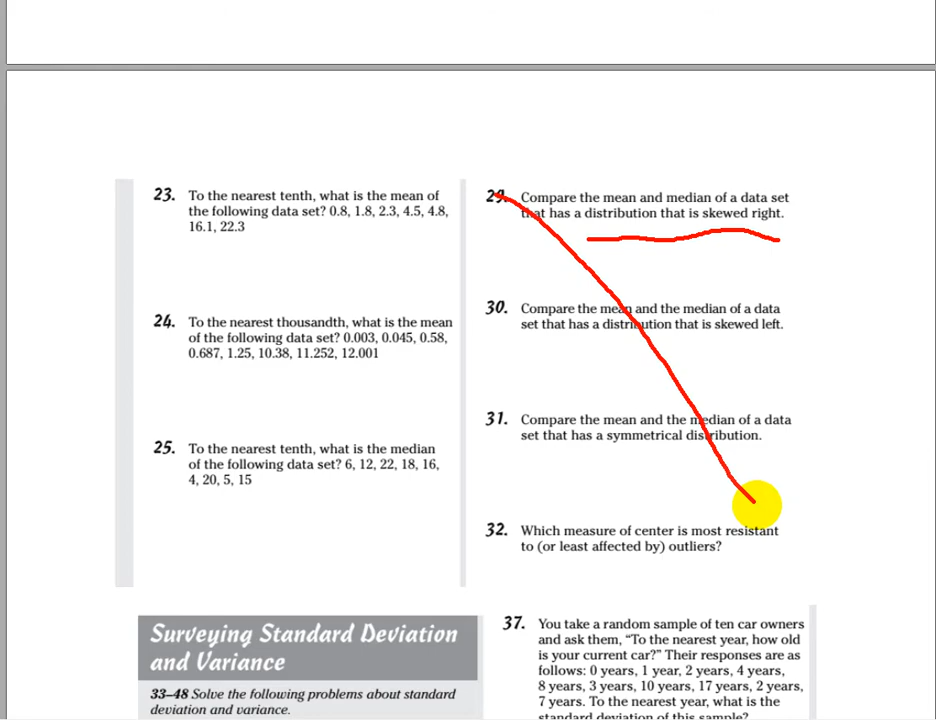 23. To the nearest tenth, what is the mean of
the following data set? 0.8, 1.8, 2.3, 4.5, 4.8,
16.1, 22.3
24. To the nearest thousandth, what is the mean
of the following data set? 0.003, 0.045, 0.58,
0.687, 1.25, 10.38, 11.252, 12.001
25. To the nearest tenth, what is the median
of the following data set? 6, 12, 22, 18, 16,
4, 20, 5, 15
29. Compare the mean and median of a data set
that has a distribution that is skewed right.
30. Compare the mean and the median of a data
set that has a distribution that is skewed left.
31. Compare the mean and the median of a data
set that has a symmetrical distribution.
32. Which measure of center is most resistant
to (or least affected by) outliers?
Surveying Standard Deviation
and Variance
33–48 Solve the following problems about standard
deviation and variance.
37. You take a random sample of ten car owners
and ask them, “To the nearest year, how old
is your current car?” Their responses are as
follows: 0 years, 1 year, 2 years, 4 years,
8 years, 3 years, 10 years, 17 years, 2 years,
7 years. To the nearest year, what is the
standard deviation of this sample?